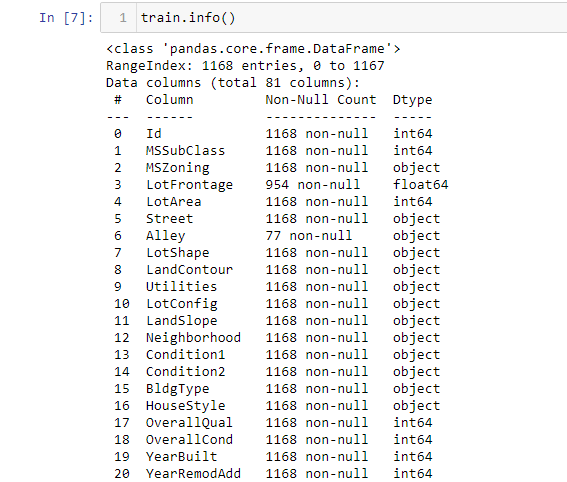 In [7]: 1 train.info()
<class 'pandas.core.frame.DataFrame'>
RangeIndex: 1168 entries, 0 to 1167
Data columns (total 81 columns):
 #   Column        Non-Null Count  Dtype
---  ------        --------------  -----
 0   Id            1168 non-null   int64
 1   MSSubClass    1168 non-null   int64
 2   MSZoning      1168 non-null   object
 3   LotFrontage   954 non-null    float64
 4   LotArea       1168 non-null   int64
 5   Street        1168 non-null   object
 6   Alley         77 non-null     object
 7   LotShape      1168 non-null   object
 8   LandContour   1168 non-null   object
 9   Utilities     1168 non-null   object
 10  LotConfig     1168 non-null   object
 11  LandSlope     1168 non-null   object
 12  Neighborhood  1168 non-null   object
 13  Condition1    1168 non-null   object
 14  Condition2    1168 non-null   object
 15  BldgType      1168 non-null   object
 16  HouseStyle    1168 non-null   object
 17  OverallQual   1168 non-null   int64
 18  OverallCond   1168 non-null   int64
 19  YearBuilt     1168 non-null   int64
 20  YearRemodAdd  1168 non-null   int64